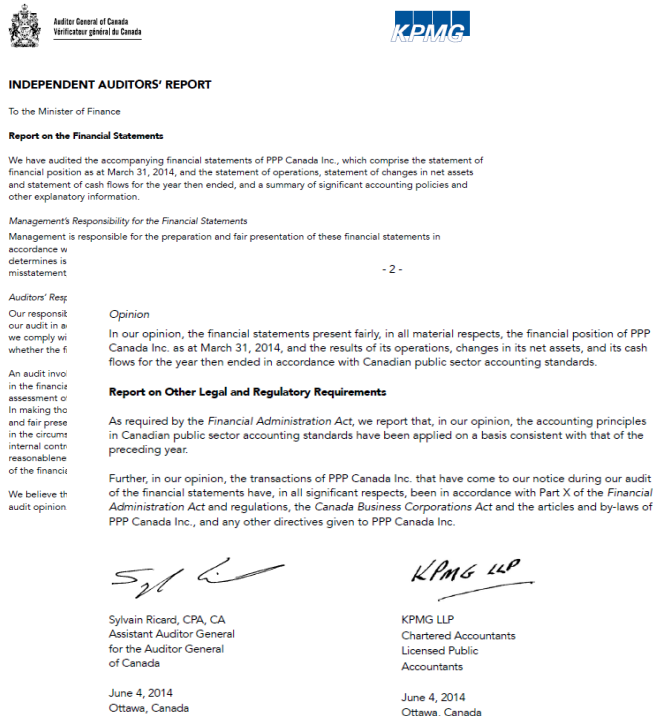 Auditor General of Canada
Vérificateur général du Canada
KPMG
INDEPENDENT AUDITORS' REPORT
To the Minister of Finance
Report on the Financial Statements
We have audited the accompanying financial statements of PPP Canada Inc., which comprise the statement of
financial position as at March 31, 2014, and the statement of operations, statement of changes in net assets
and statement of cash flows for the year then ended, and a summary of significant accounting policies and
other explanatory information.
Management's Responsibility for the Financial Statements
Management is responsible for the preparation and fair presentation of these financial statements in
accordance w
determines is
misstatement
Auditors' Resp
Our responsib
our audit in a
we comply wi
whether the fi
An audit invo
in the financia
assessment o
In making tho
and fair prese
in the circums
internal contr
reasonablene
of the financia
We believe th
audit opinion
- 2 -
Opinion
In our opinion, the financial statements present fairly, in all material respects, the financial position of PPP
Canada Inc. as at March 31, 2014, and the results of its operations, changes in its net assets, and its cash
flows for the year then ended in accordance with Canadian public sector accounting standards.
Report on Other Legal and Regulatory Requirements
As required by the Financial Administration Act, we report that, in our opinion, the accounting principles
in Canadian public sector accounting standards have been applied on a basis consistent with that of the
preceding year.
Further, in our opinion, the transactions of PPP Canada Inc. that have come to our notice during our audit
of the financial statements have, in all significant respects, been in accordance with Part X of the Financial
Administration Act and regulations, the Canada Business Corporations Act and the articles and by-laws of
PPP Canada Inc., and any other directives given to PPP Canada Inc.
Sylvain Ricard, CPA, CA
Assistant Auditor General
for the Auditor General
of Canada
June 4, 2014
Ottawa, Canada
KPMG LLP
KPMG LLP
Chartered Accountants
Licensed Public
Accountants
June 4, 2014
Ottawa, Canada